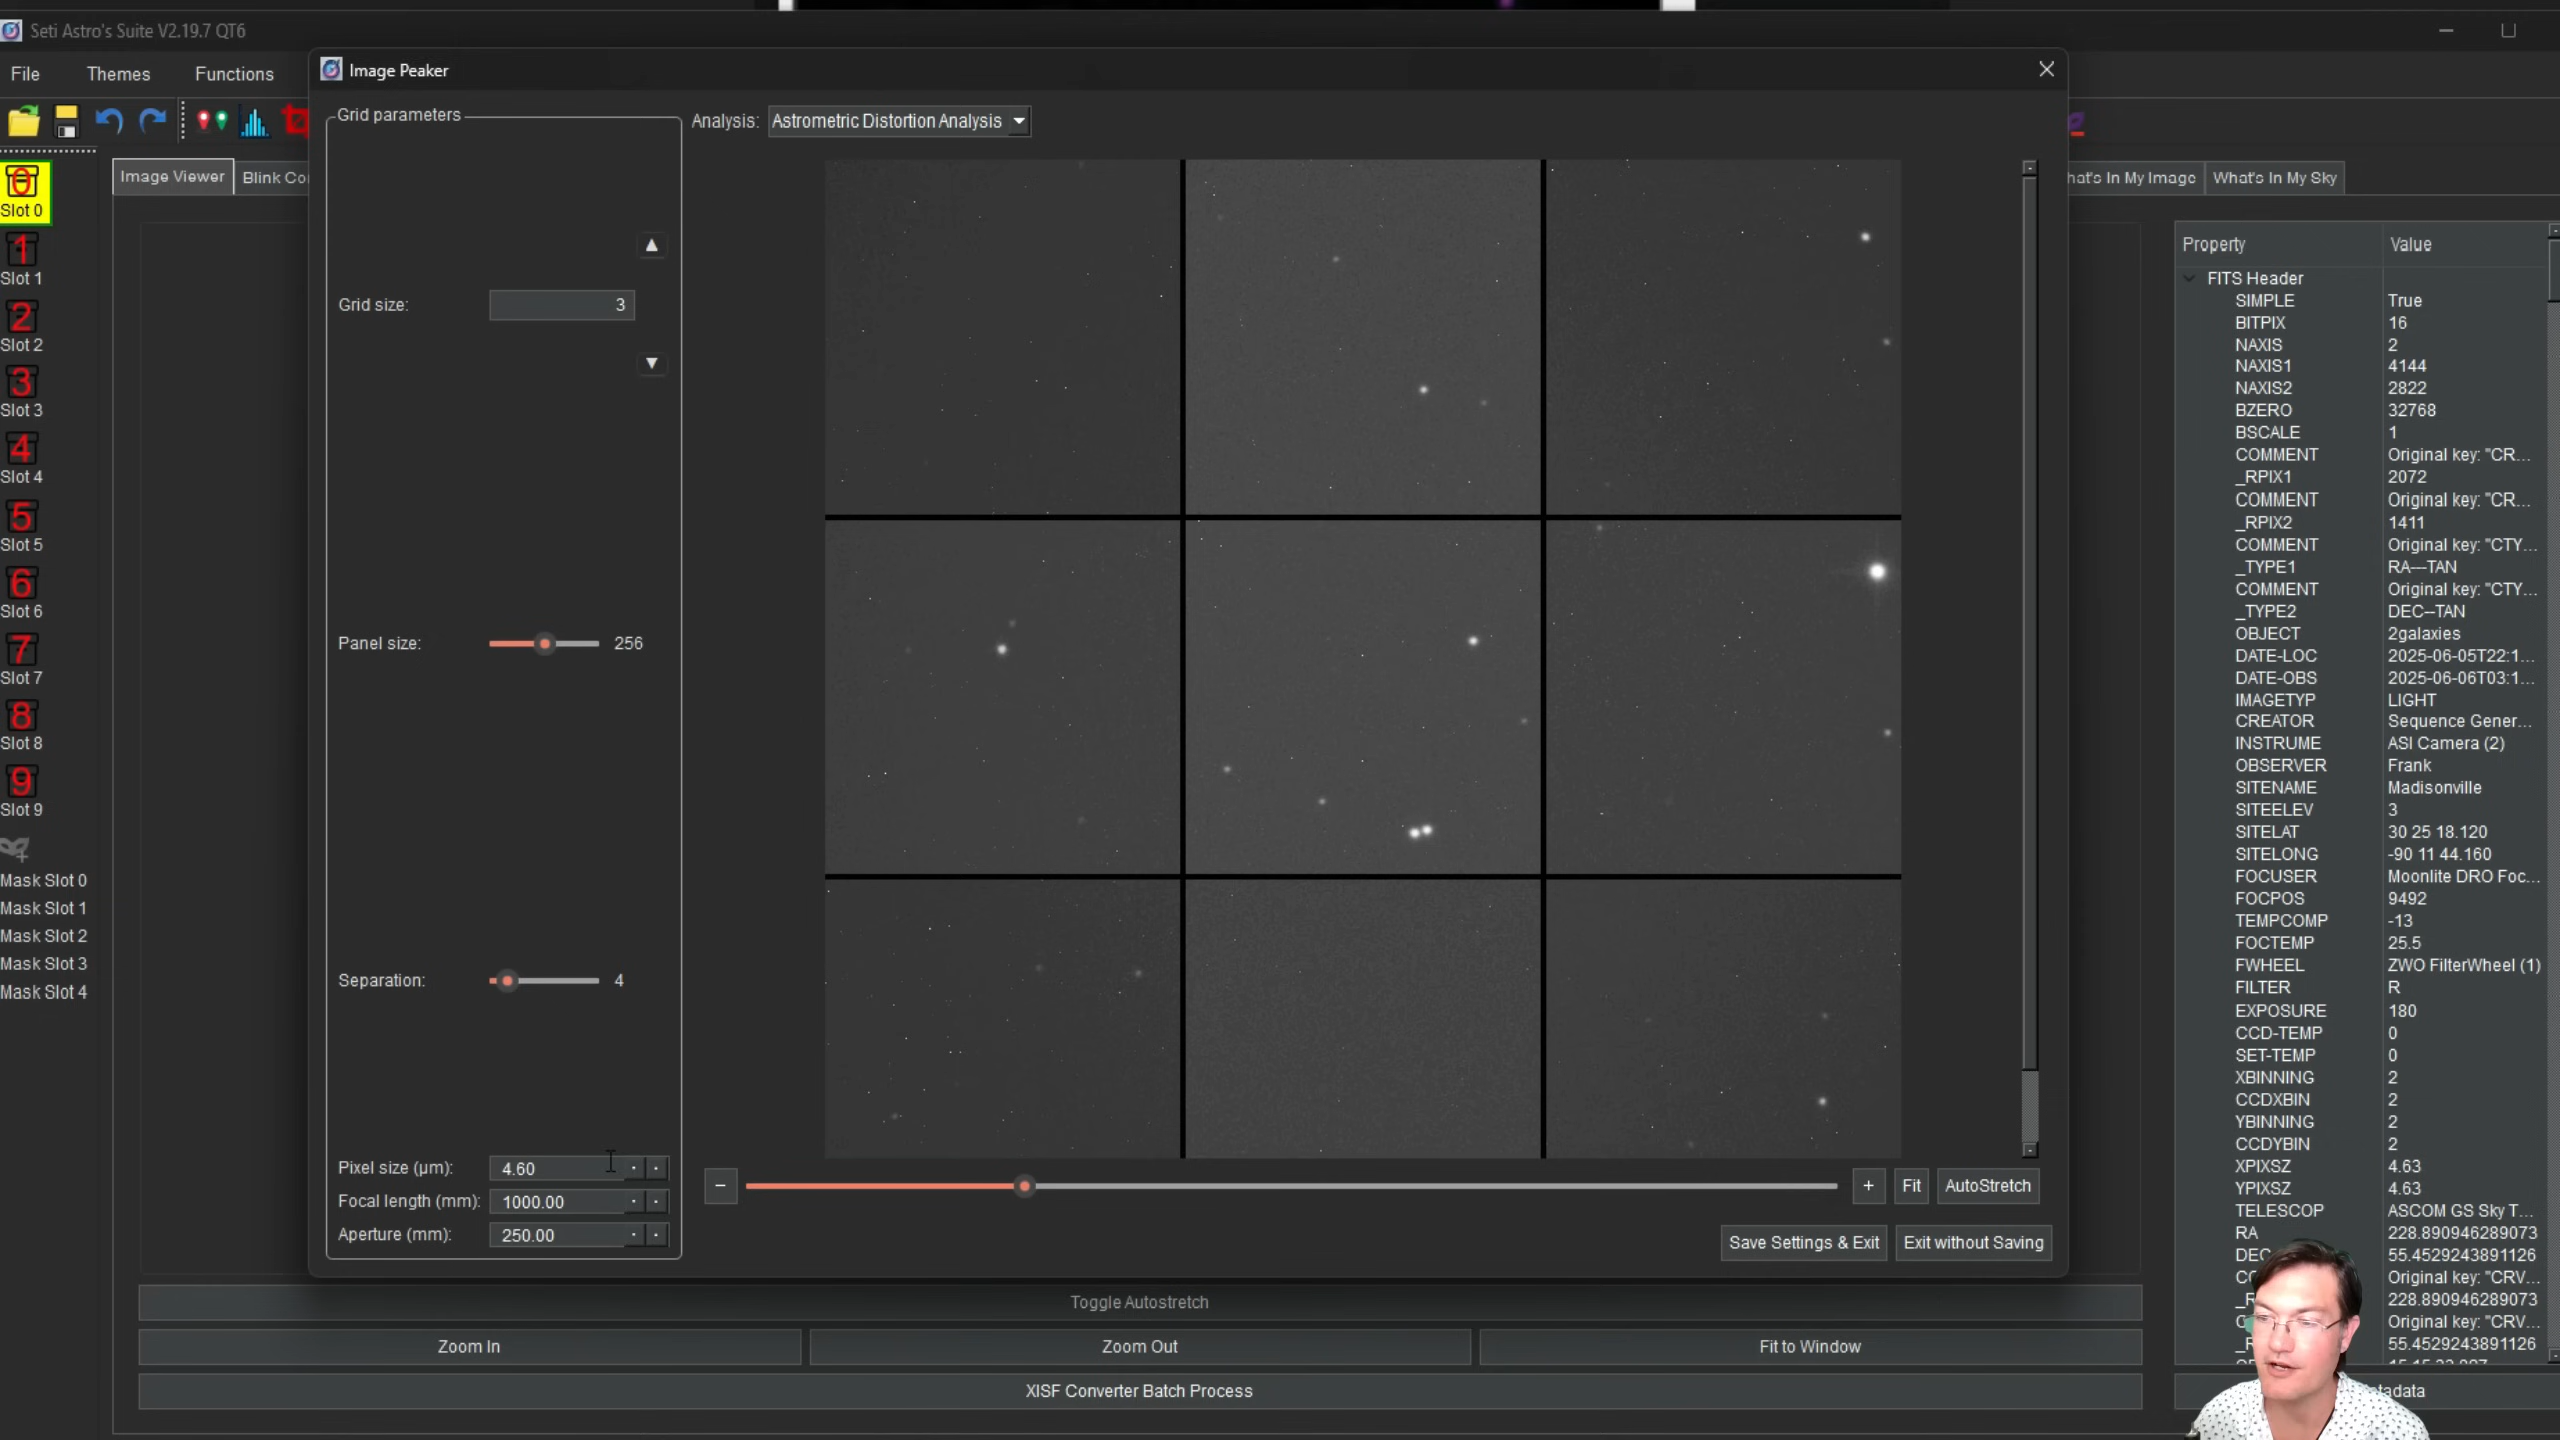 Seti Astro's Suite V2.19.7 QT6
File
Themes
Functions
Image Peaker
Grid parameters
Analysis:
Astrometric Distortion Analysis
Grid size:
3
Panel size:
256
Separation:
4
Pixel size (µm):
4.60
Focal length (mm):
1000.00
Aperture (mm):
250.00
Fit
AutoStretch
Save Settings & Exit
Exit without Saving
0
Slot 0
1
Slot 1
2
Slot 2
3
Slot 3
4
Slot 4
5
Slot 5
6
Slot 6
7
Slot 7
8
Slot 8
9
Slot 9
Mask Slot 0
Mask Slot 1
Mask Slot 2
Mask Slot 3
Mask Slot 4
Image Viewer
Blink Co
hat's In My Image
What's In My Sky
Property Value
FITS Header
SIMPLE True
BITPIX 16
NAXIS 2
NAXIS1 4144
NAXIS2 2822
BZERO 32768
BSCALE 1
COMMENT Original key: "CR...
_RPIX1 2072
COMMENT Original key: "CR...
_RPIX2 1411
COMMENT Original key: "CTY...
_TYPE1 RA---TAN
COMMENT Original key: "CTY...
_TYPE2 DEC--TAN
OBJECT 2galaxies
DATE-LOC 2025-06-05T22:1...
DATE-OBS 2025-06-06T03:1...
IMAGETYP LIGHT
CREATOR Sequence Gener...
INSTRUME ASI Camera (2)
OBSERVER Frank
SITENAME Madisonville
SITEELEV 3
SITELAT 30 25 18.120
SITELONG -90 11 44.160
FOCUSER Moonlite DRO Foc...
FOCPOS 9492
TEMPCOMP -13
FOCTEMP 25.5
FWHEEL ZWO FilterWheel (1)
FILTER R
EXPOSURE 180
CCD-TEMP 0
SET-TEMP 0
XBINNING 2
CCDXBIN 2
YBINNING 2
CCDYBIN 2
XPIXSZ 4.63
YPIXSZ 4.63
TELESCOP ASCOM GS Sky T...
RA 228.890946289073
DEC 55.4529243891126
Original key: "CRV...
228.890946289073
Original key: "CRV...
55.4529243891126
Toggle Autostretch
Zoom In
Zoom Out
Fit to Window
XISF Converter Batch Process
tadata